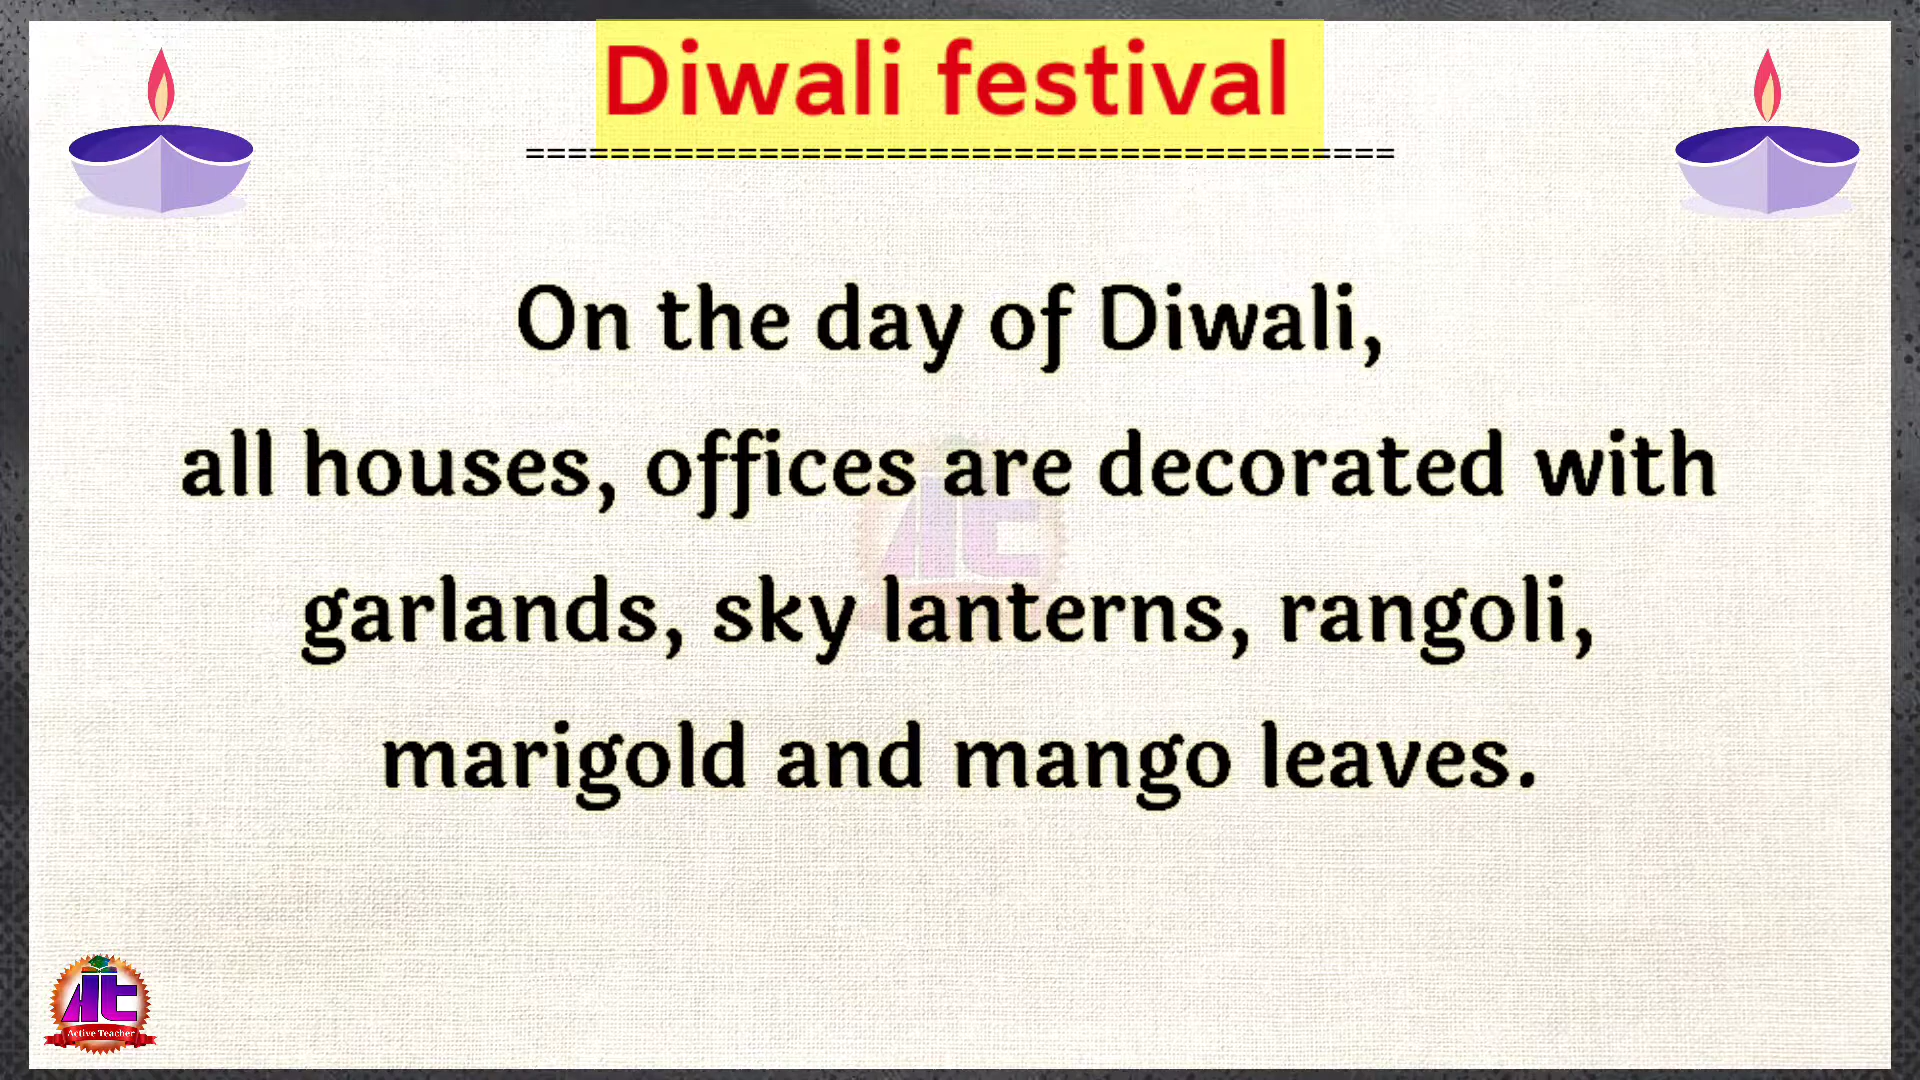 Diwali festival
=========================================
On the day of Diwali,
all houses, offices are decorated with
garlands, sky lanterns, rangoli,
marigold and mango leaves.
At
Active Teacher